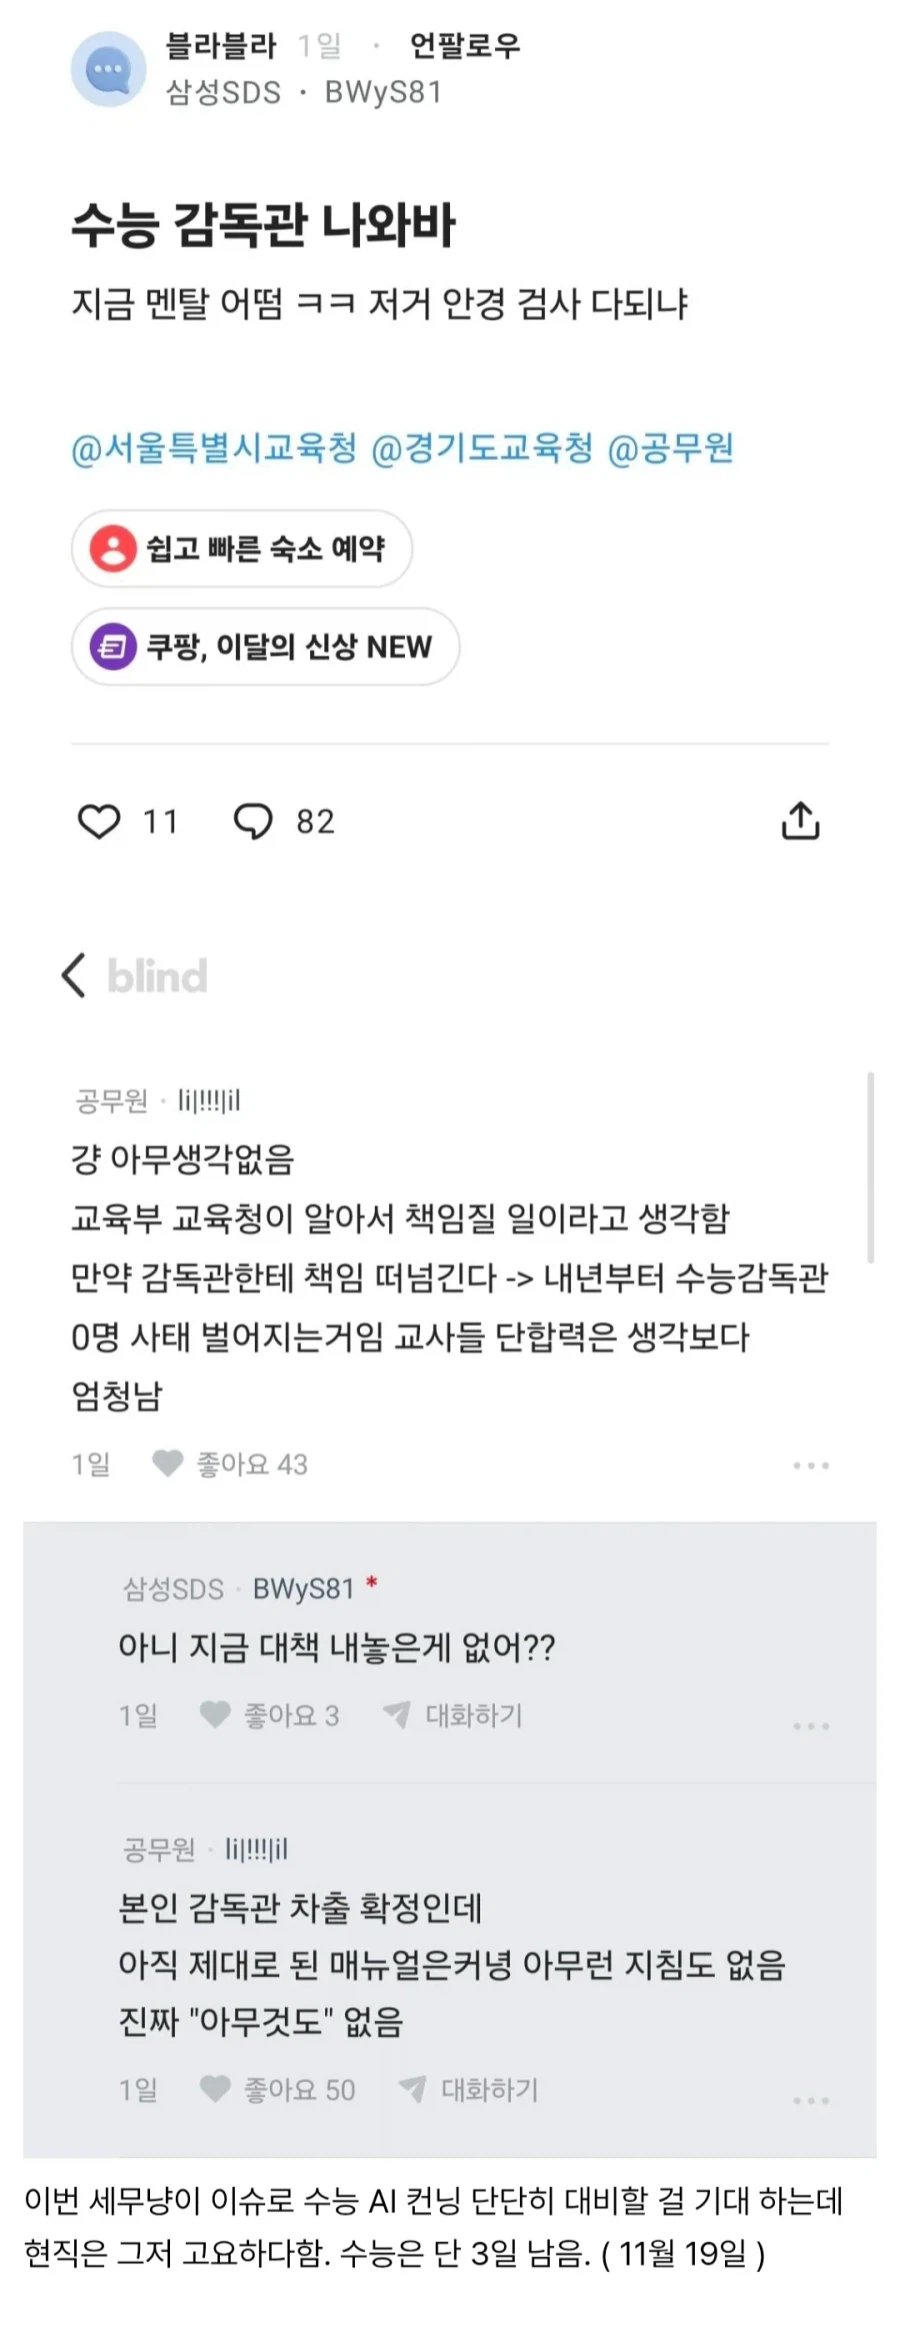 블라블라 1일 · 언팔로우
삼성SDS · BWyS81
수능 감독관 나와바
지금 멘탈 어떰 ㅋㅋ 저거 안경 검사 다되냐
@서울특별시교육청 @경기도교육청 @공무원
쉽고 빠른 숙소 예약
쿠팡, 이달의 신상 NEW
11 82
blind
공무원 · li|!!!|il
걍 아무생각없음
교육부 교육청이 알아서 책임질 일이라고 생각함
만약 감독관한테 책임 떠넘긴다 -> 내년부터 수능감독관
0명 사태 벌어지는거임 교사들 단합력은 생각보다
엄청남
1일 좋아요 43
삼성SDS · BWyS81 *
아니 지금 대책 내놓은게 없어??
1일 좋아요 3 대화하기
공무원 · li|!!!|il
본인 감독관 차출 확정인데
아직 제대로 된 매뉴얼은커녕 아무런 지침도 없음
진짜 "아무것도" 없음
1일 좋아요 50 대화하기
이번 세무냥이 이슈로 수능 AI 컨닝 단단히 대비할 걸 기대 하는데
현직은 그저 고요하다함. 수능은 단 3일 남음. ( 11월 19일 )